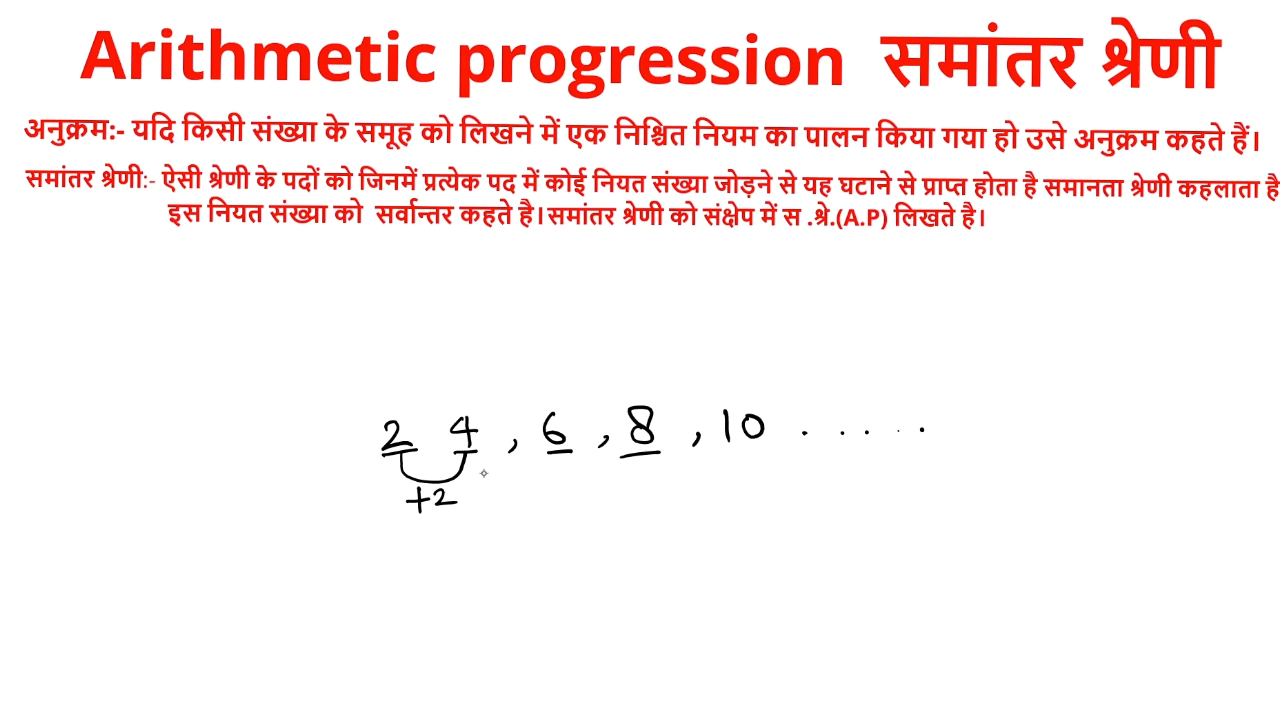 Arithmetic progression समांतर श्रेणी
अनुक्रम:- यदि किसी संख्या के समूह को लिखने में एक निश्चित नियम का पालन किया गया हो उसे अनुक्रम कहते हैं।
समांतर श्रेणी:- ऐसी श्रेणी के पदों को जिनमें प्रत्येक पद में कोई नियत संख्या जोड़ने से यह घटाने से प्राप्त होता है समानता श्रेणी कहलाता है
इस नियत संख्या को सर्वान्तर कहते है। समांतर श्रेणी को संक्षेप में स .श्रे.(A.P) लिखते है।
2 4 , 6 , 8 , 10 . . . . .
+2